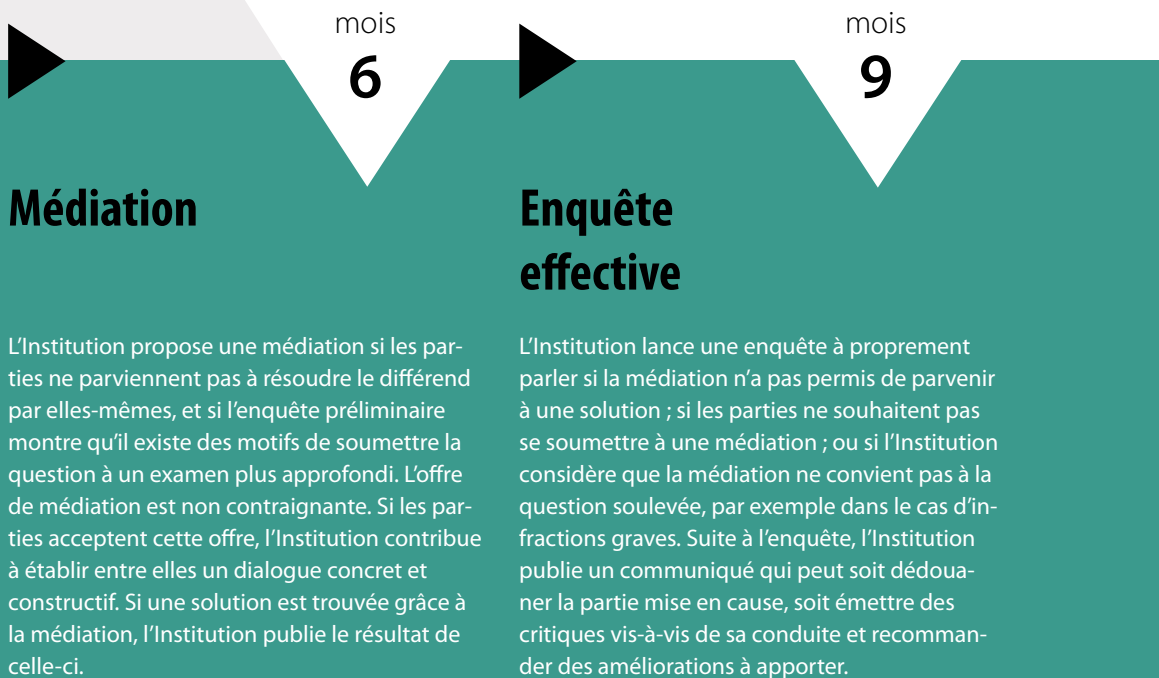 mois
6
mois
9
Médiation
L'Institution propose une médiation si les par-
ties ne parviennent pas à résoudre le différend
par elles-mêmes, et si l'enquête préliminaire
montre qu'il existe des motifs de soumettre la
question à un examen plus approfondi. L'offre
de médiation est non contraignante. Si les par-
ties acceptent cette offre, l'Institution contribue
à établir entre elles un dialogue concret et
constructif. Si une solution est trouvée grâce à
la médiation, l'Institution publie le résultat de
celle-ci.
Enquête
effective
L'Institution lance une enquête à proprement
parler si la médiation n'a pas permis de parvenir
à une solution ; si les parties ne souhaitent pas
se soumettre à une médiation ; ou si l'Institution
considère que la médiation ne convient pas à la
question soulevée, par exemple dans le cas d'in-
fractions graves. Suite à l'enquête, l'Institution
publie un communiqué qui peut soit dédoua-
ner la partie mise en cause, soit émettre des
critiques vis-à-vis de sa conduite et recomman-
der des améliorations à apporter.